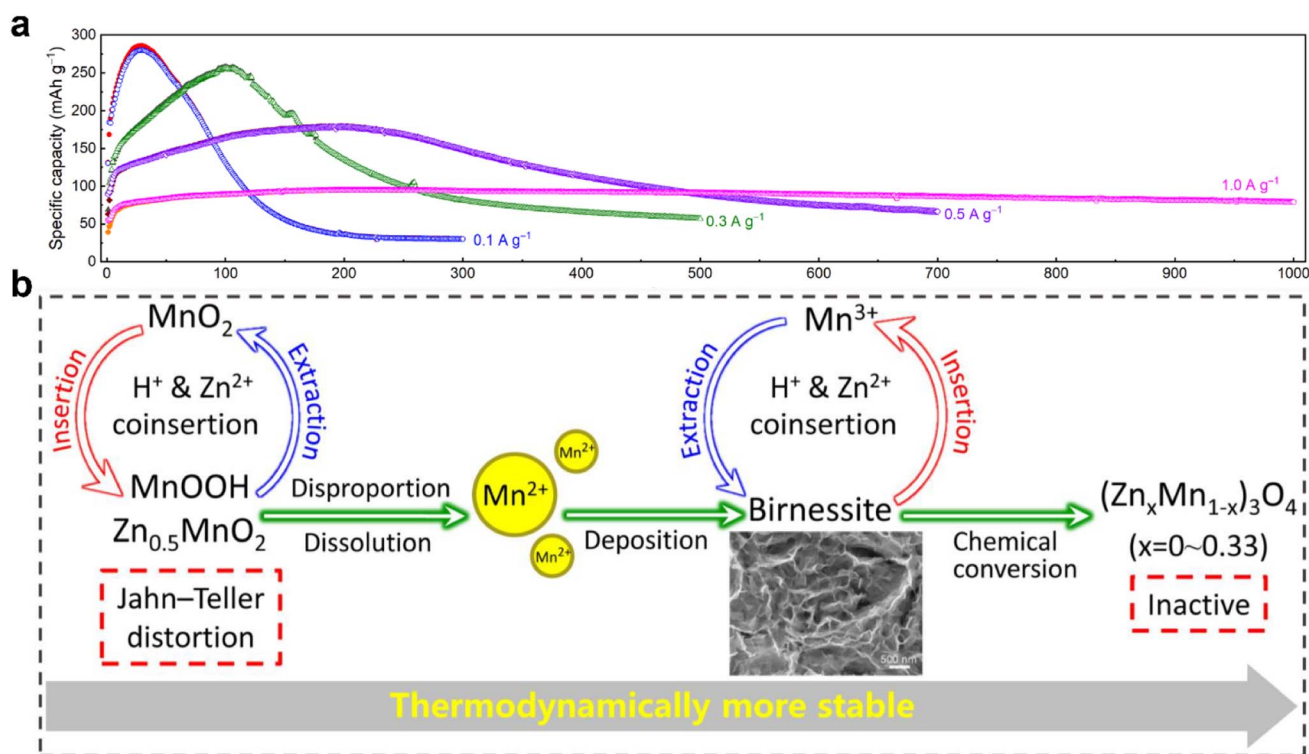 a
Specific capacity (mAh g⁻¹)
300
250
200
150
100
50
0
1.0 A g⁻¹
0.5 A g⁻¹
0.3 A g⁻¹
0.1 A g⁻¹
0 100 200 300 400 500 600 700 800 900 1000
b
MnO₂
Insertion
Extraction
H⁺ & Zn²⁺
coinsertion
MnOOH
Zn₀.₅MnO₂
Jahn–Teller
distortion
Disproportion
Dissolution
Mn²⁺
Mn²⁺
Mn²⁺
Deposition
Mn³⁺
Extraction
Insertion
H⁺ & Zn²⁺
coinsertion
Birnessite
500 nm
Chemical
conversion
(ZnₓMn₁₋ₓ)₃O₄
(x=0~0.33)
Inactive
Thermodynamically more stable